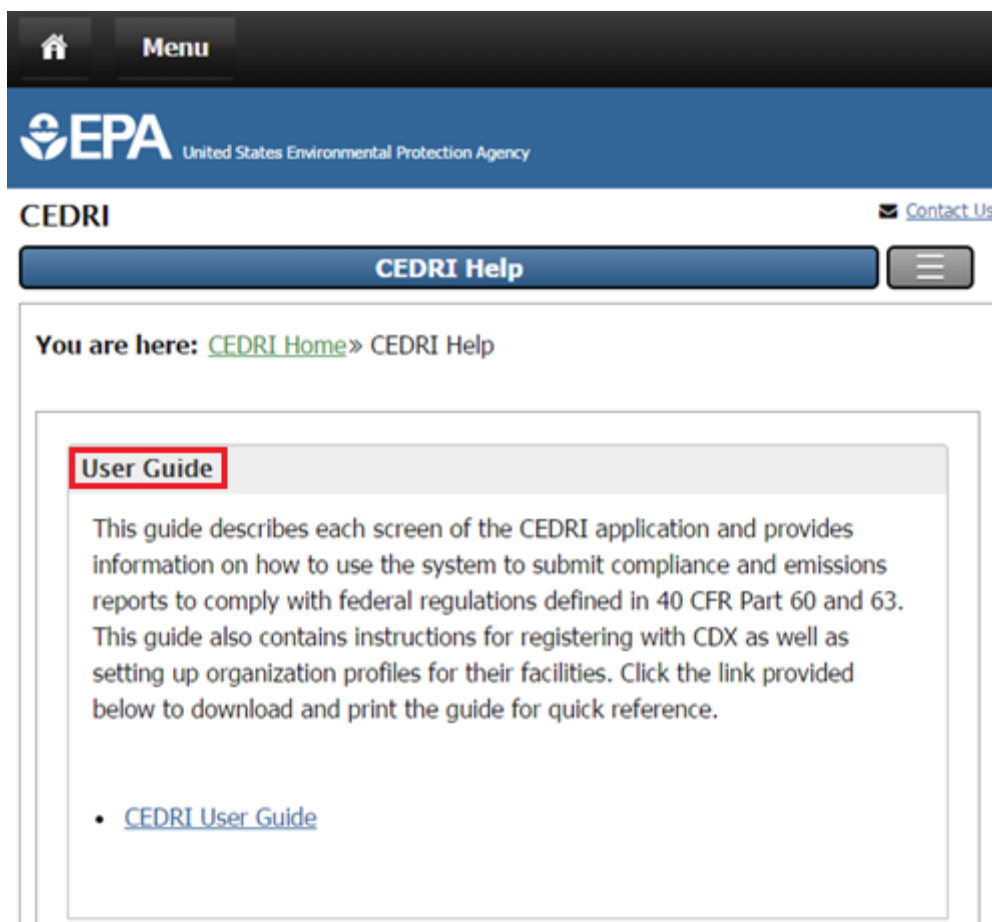 Menu
EPA United States Environmental Protection Agency
CEDRI
Contact Us
CEDRI Help
You are here: CEDRI Home» CEDRI Help
User Guide
This guide describes each screen of the CEDRI application and provides
information on how to use the system to submit compliance and emissions
reports to comply with federal regulations defined in 40 CFR Part 60 and 63.
This guide also contains instructions for registering with CDX as well as
setting up organization profiles for their facilities. Click the link provided
below to download and print the guide for quick reference.
• CEDRI User Guide